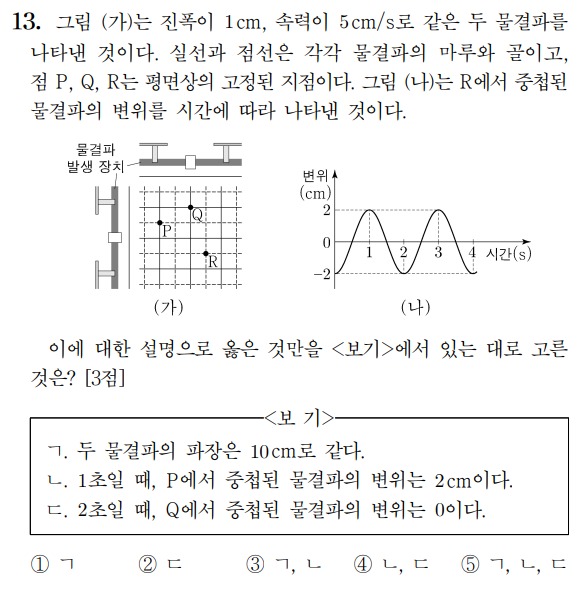 13. 그림 (가)는 진폭이 1cm, 속력이 5cm/s로 같은 두 물결파를
나타낸 것이다. 실선과 점선은 각각 물결파의 마루와 골이고,
점 P, Q, R는 평면상의 고정된 지점이다. 그림 (나)는 R에서 중첩된
물결파의 변위를 시간에 따라 나타낸 것이다.
물결파
발생 장치
P
Q
R
(가)
변위
(cm)
2
0
-2
1 2 3 4 시간(s)
(나)
이에 대한 설명으로 옳은 것만을 <보기>에서 있는 대로 고른
것은? [3점]
<보 기>
ㄱ. 두 물결파의 파장은 10cm로 같다.
ㄴ. 1초일 때, P에서 중첩된 물결파의 변위는 2cm이다.
ㄷ. 2초일 때, Q에서 중첩된 물결파의 변위는 0이다.
① ㄱ ② ㄷ ③ ㄱ, ㄴ ④ ㄴ, ㄷ ⑤ ㄱ, ㄴ, ㄷ